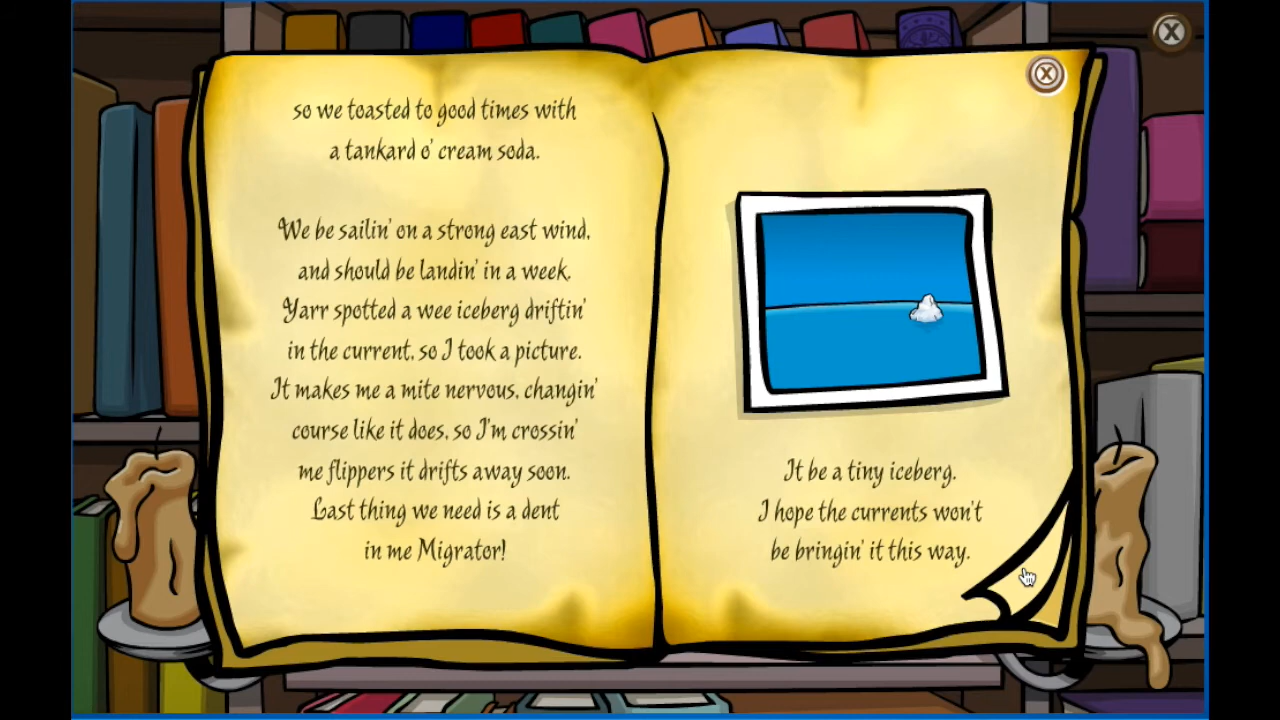 so we toasted to good times with
a tankard o' cream soda.
We be sailin' on a strong east wind,
and should be landin' in a week.
Yarr spotted a wee iceberg driftin'
in the current, so I took a picture.
It makes me a mite nervous, changin'
course like it does, so I'm crossin'
me flippers it drifts away soon.
Last thing we need is a dent
in me Migrator!
It be a tiny iceberg.
I hope the currents won't
be bringin' it this way.